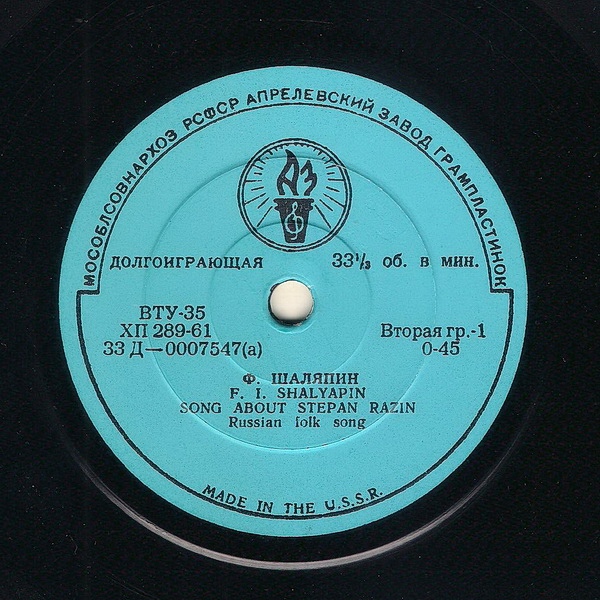 МОСОБЛСОВНАРХОЗ РСФСР АПРЕЛЕВСКИЙ ЗАВОД ГРАМПЛАСТИНОК
АЗ
ДОЛГОИГРАЮЩАЯ 33⅓ об. в мин.
ВТУ-35
ХП 289-61 Вторая гр.-1
33 Д—0007547(а) 0-45
Ф. ШАЛЯПИН
F. I. SHALYAPIN
SONG ABOUT STEPAN RAZIN
Russian folk song
MADE IN THE U.S.S.R.